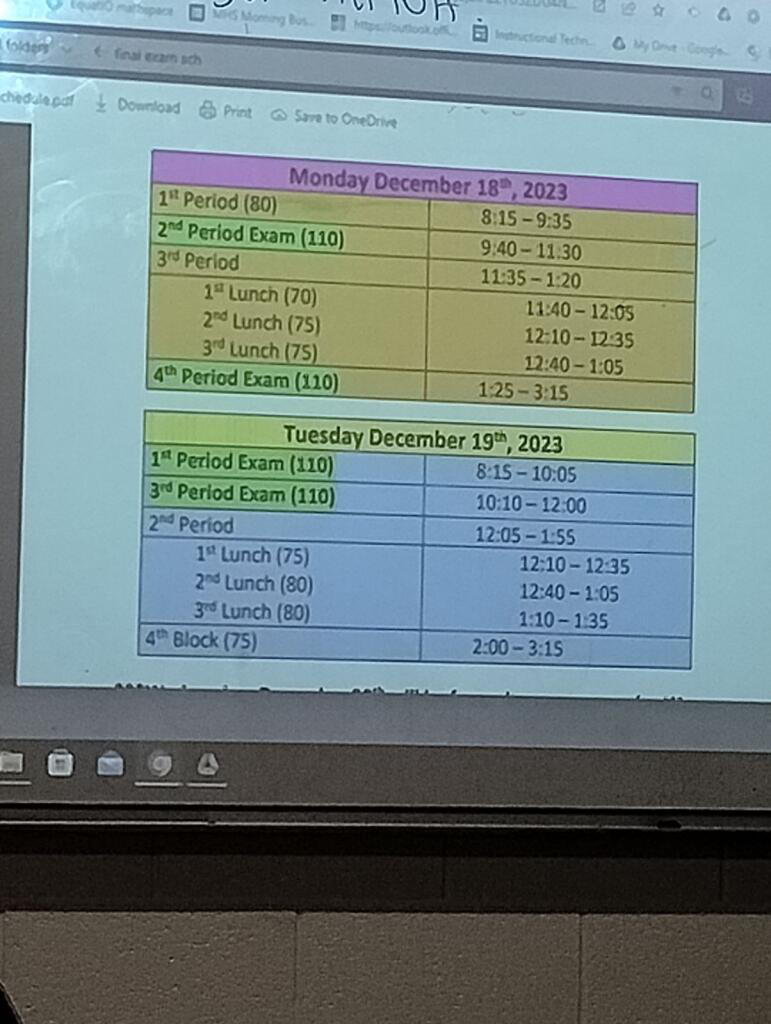 EquatIO mathspace MHS Morning Bus... https://outlook.offi... Instructional Techn... My Drive - Google...
folders final exam sch
chedule.pdf Download Print Save to OneDrive
Monday December 18th, 2023
1st Period (80) 8:15 – 9:35
2nd Period Exam (110) 9:40 – 11:30
3rd Period 11:35 – 1:20
1st Lunch (70) 11:40 – 12:05
2nd Lunch (75) 12:10 – 12:35
3rd Lunch (75) 12:40 – 1:05
4th Period Exam (110) 1:25 – 3:15
Tuesday December 19th, 2023
1st Period Exam (110) 8:15 – 10:05
3rd Period Exam (110) 10:10 – 12:00
2nd Period 12:05 – 1:55
1st Lunch (75) 12:10 – 12:35
2nd Lunch (80) 12:40 – 1:05
3rd Lunch (80) 1:10 – 1:35
4th Block (75) 2:00 – 3:15